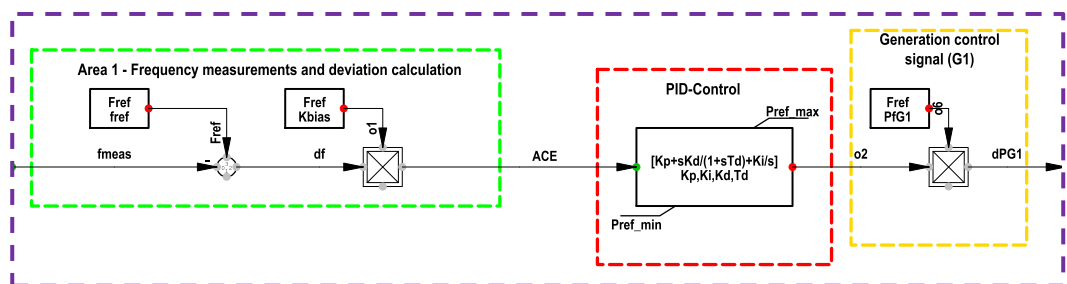 Generation control
signal (G1)
Area 1 - Frequency measurements and deviation calculation
PID-Control
Fref
fref
Fref
Kbias
Fref
PfG1
Pref_max
Fref
o1
o6
fmeas
-
df
ACE
[Kp+sKd/(1+sTd)+Ki/s]
Kp,Ki,Kd,Td
o2
dPG1
Pref_min